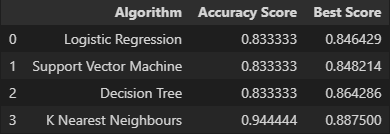 Algorithm Accuracy Score Best Score
0 Logistic Regression 0.833333 0.846429
1 Support Vector Machine 0.833333 0.848214
2 Decision Tree 0.833333 0.864286
3 K Nearest Neighbours 0.944444 0.887500